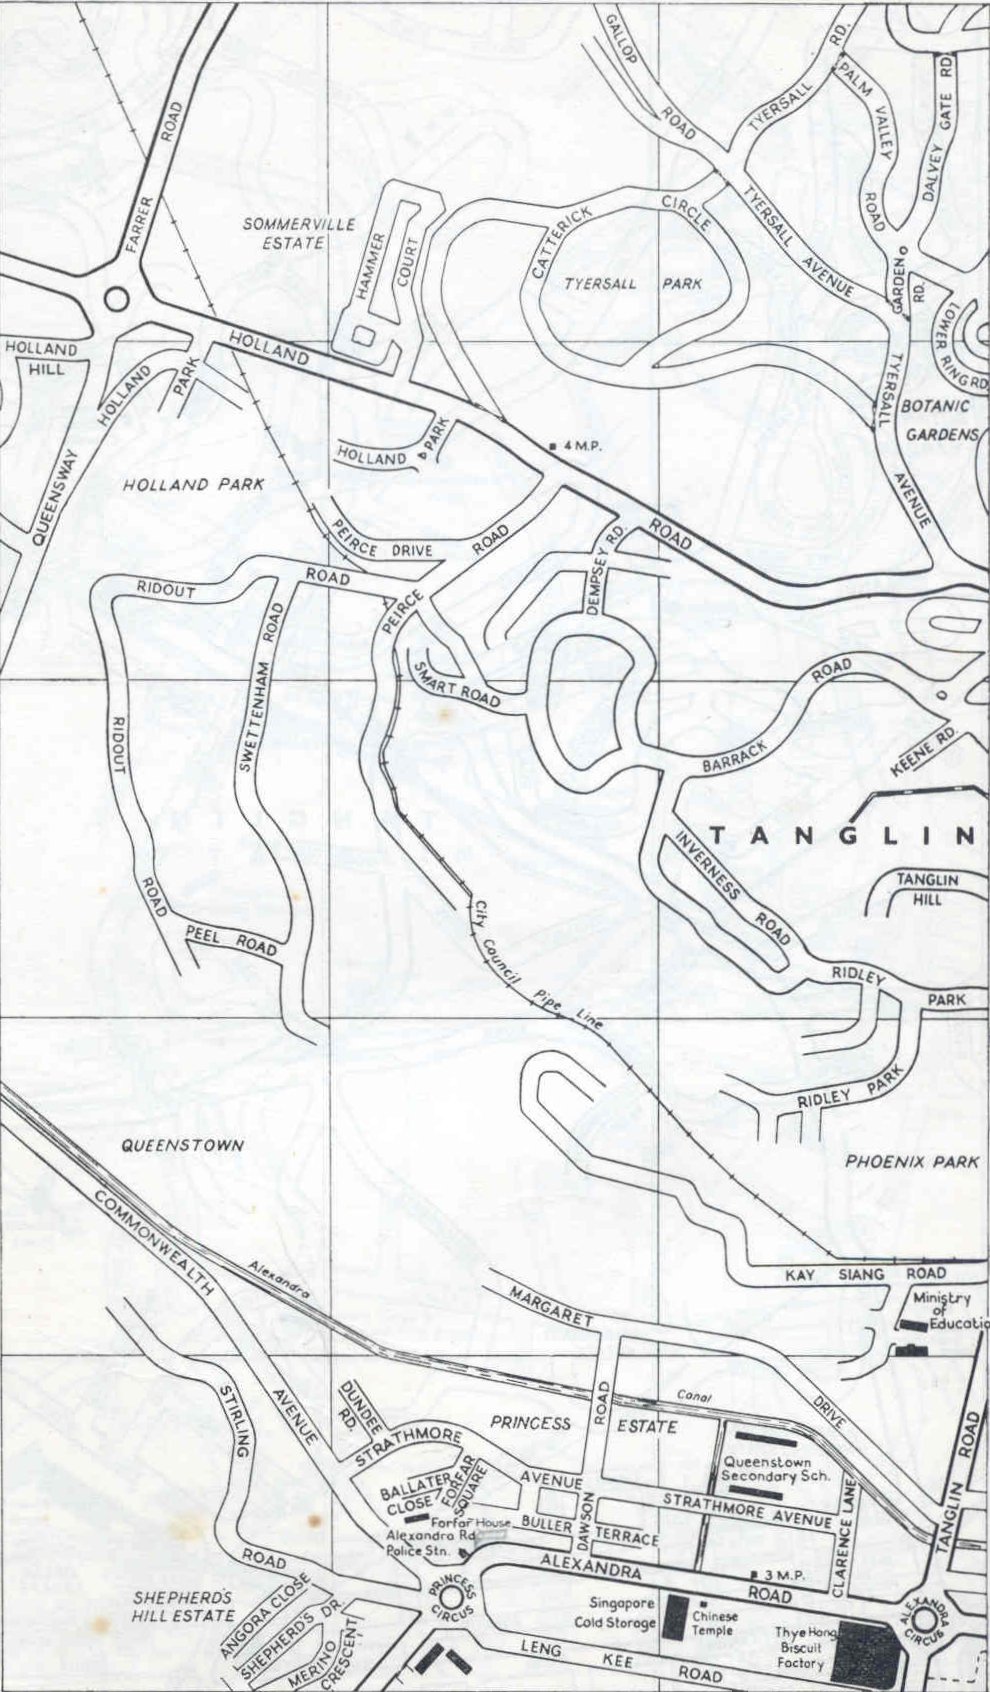 GALLOP
ROAD
TYERSALL
RD.
PALM VALLEY
ROAD
DALVEY GATE RD
FARRER
ROAD
SOMMERVILLE
ESTATE
HAMMER
COURT
CATTERICK
CIRCLE
TYERSALL PARK
TYERSALL
AVENUE
GARDEN
RD.
LOWER RING RD
HOLLAND
HILL
HOLLAND
PARK
HOLLAND
TYERSALL
AVENUE
BOTANIC
GARDENS
HOLLAND
PARK
4 M.P.
QUEENSWAY
HOLLAND PARK
PEIRCE DRIVE
ROAD
ROAD
DEMPSEY RD.
RIDOUT
ROAD
PEIRCE
SWETTENHAM ROAD
SMART ROAD
BARRACK
ROAD
KEENE RD.
RIDOUT
ROAD
TANGLIN
INVERNESS
ROAD
TANGLIN
HILL
PEEL ROAD
City Council Pipe Line
RIDLEY
PARK
RIDLEY PARK
QUEENSTOWN
PHOENIX PARK
COMMONWEALTH
AVENUE
Alexandra
Canal
KAY SIANG ROAD
Ministry
of
Educatio
MARGARET
DRIVE
STIRLING
ROAD
DUNDEE
RD.
STRATHMORE
AVENUE
PRINCESS ESTATE
ROAD
DAWSON
TANGLIN ROAD
Queenstown
Secondary Sch.
BALLATER
CLOSE
FORFAR
SQUARE
STRATHMORE AVENUE
CLARENCE LANE
Forfar House
BULLER TERRACE
Alexandra Rd
Police Stn.
ALEXANDRA
ROAD
3 M.P.
PRINCESS
CIRCUS
SHEPHERD'S
HILL ESTATE
ANGORA CLOSE
SHEPHERD'S DR.
MERINO
CRESCENT
Singapore
Cold Storage
Chinese
Temple
Thye Hong
Biscuit
Factory
ALEXANDRA
CIRCUS
LENG KEE ROAD